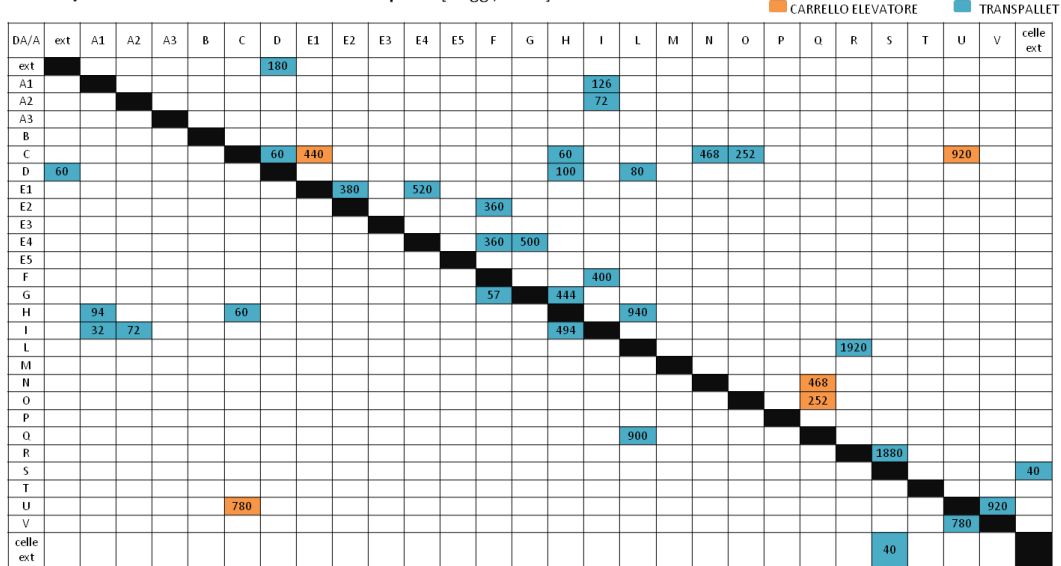 CARRELLO ELEVATORE TRANSPALLET
DA/A ext A1 A2 A3 B C D E1 E2 E3 E4 E5 F G H I L M N O P Q R S T U V celle ext
ext 180
A1 126
A2 72
A3
B
C 60 440 60 468 252 920
D 60 100 80
E1 380 520
E2 360
E3
E4 360 500
E5
F 400
G 57 444
H 94 60 940
I 32 72 494
L 1920
M
N 468
O 252
P
Q 900
R 1880
S 40
T
U 780 920
V 780
celle ext 40